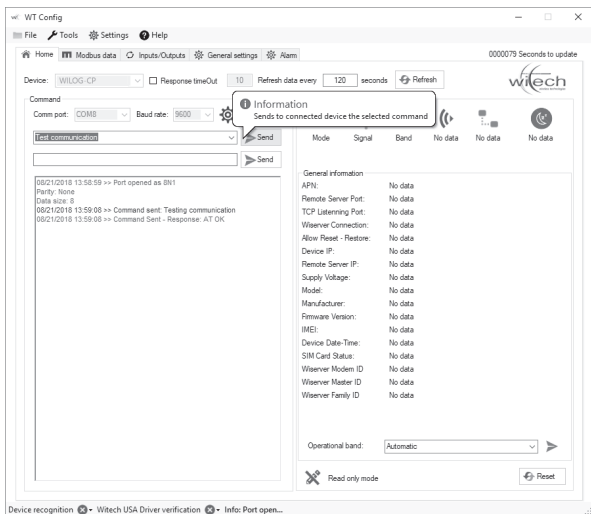 WT Config
File Tools Settings Help
Home Modbus data Inputs/Outputs General settings Alarm 0000079 Seconds to update
Device: WILOG-CP Response timeOut 10 Refresh data every 120 seconds Refresh
witech
Command
Comm port: COM8 Baud rate: 9600
Information
Sends to connected device the selected command
Test communication Send
Mode Signal Band No data No data No data
Send
08/21/2018 13:58:59 >> Port opened as 8N1
Parity: None
Data size: 8
08/21/2018 13:59:08 >> Command sent: Testing communication
08/21/2018 13:59:08 >> Command Sent - Response: AT OK
General information
APN: No data
Remote Server Port: No data
TCP Listenning Port: No data
Wiserver Connection: No data
Allow Reset - Restore: No data
Device IP: No data
Remote Server IP: No data
Supply Voltage: No data
Model: No data
Manufacturer: No data
Firmware Version: No data
IMEI: No data
Device Date-Time: No data
SIM Card Status: No data
Wiserver Modem ID No data
Wiserver Master ID No data
Wiserver Family ID No data
Operational band: Automatic
Read only mode Reset
Device recognition Witech USA Driver verification Info: Port open...